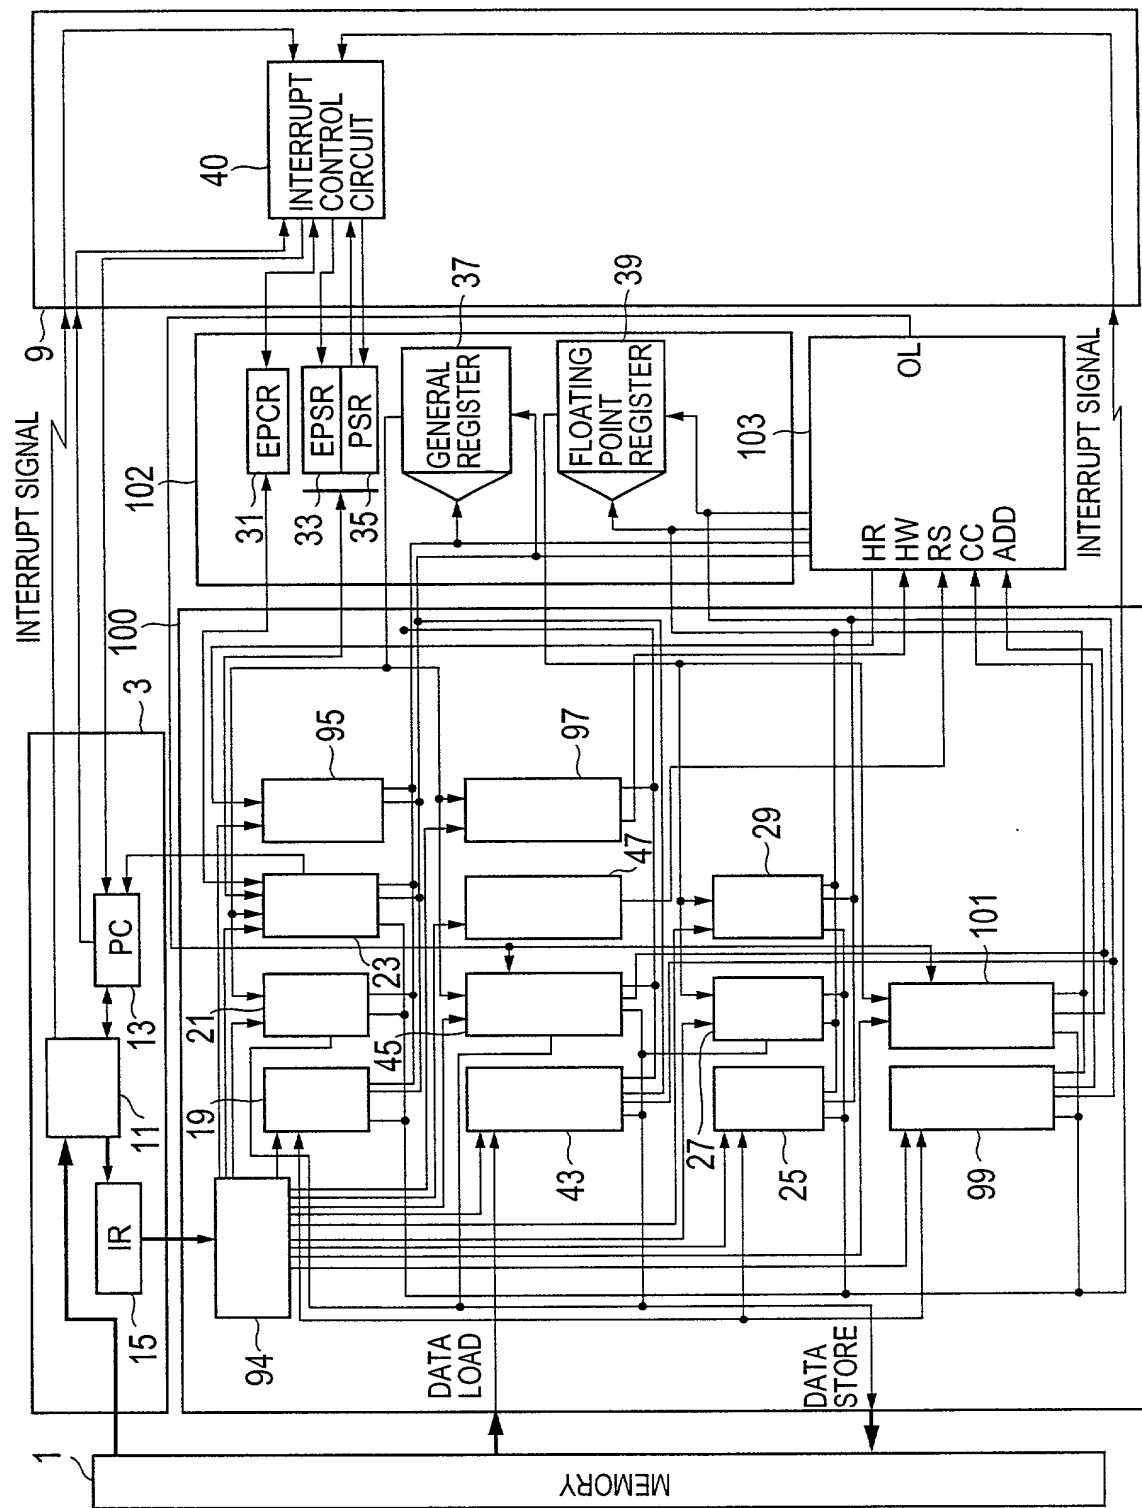 INTERRUPT SIGNAL
9
3
40
INTERRUPT
CONTROL
CIRCUIT
PC
13
11
IR
15
1
MEMORY
100
102
31
EPCR
33
EPSR
35
PSR
37
GENERAL
REGISTER
39
FLOATING
POINT
REGISTER
103
OL
HR
HW
RS
CC
ADD
INTERRUPT SIGNAL
94
19
21
23
95
43
45
47
97
25
27
29
99
101
DATA
LOAD
DATA
STORE